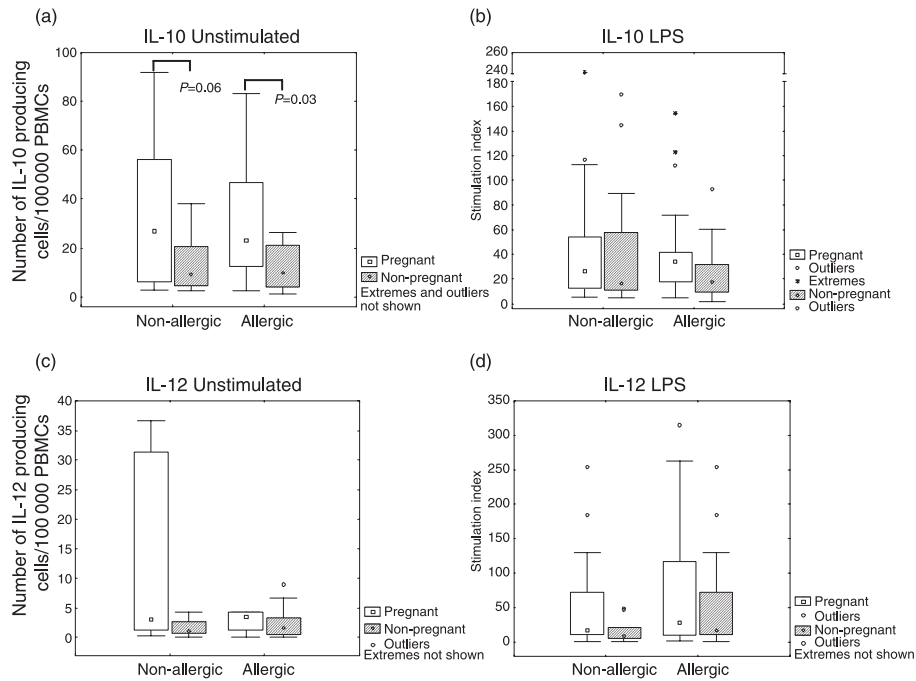 (a)
IL-10 Unstimulated
Number of IL-10 producing
cells/100 000 PBMCs
100
80
60
40
20
0
P=0.06
P=0.03
Non-allergic
Allergic
Pregnant
Non-pregnant
Extremes and outliers
not shown
(b)
IL-10 LPS
Stimulation index
260
240
180
160
140
120
100
80
60
40
20
0
Non-allergic
Allergic
Pregnant
Outliers
Extremes
Non-pregnant
Outliers
(c)
IL-12 Unstimulated
Number of IL-12 producing
cells/100 000 PBMCs
40
35
30
25
20
15
10
5
0
Non-allergic
Allergic
Pregnant
Non-pregnant
Outliers
Extremes not shown
(d)
IL-12 LPS
Stimulation index
350
300
250
200
150
100
50
0
Non-allergic
Allergic
Pregnant
Outliers
Non-pregnant
Outliers
Extremes not shown